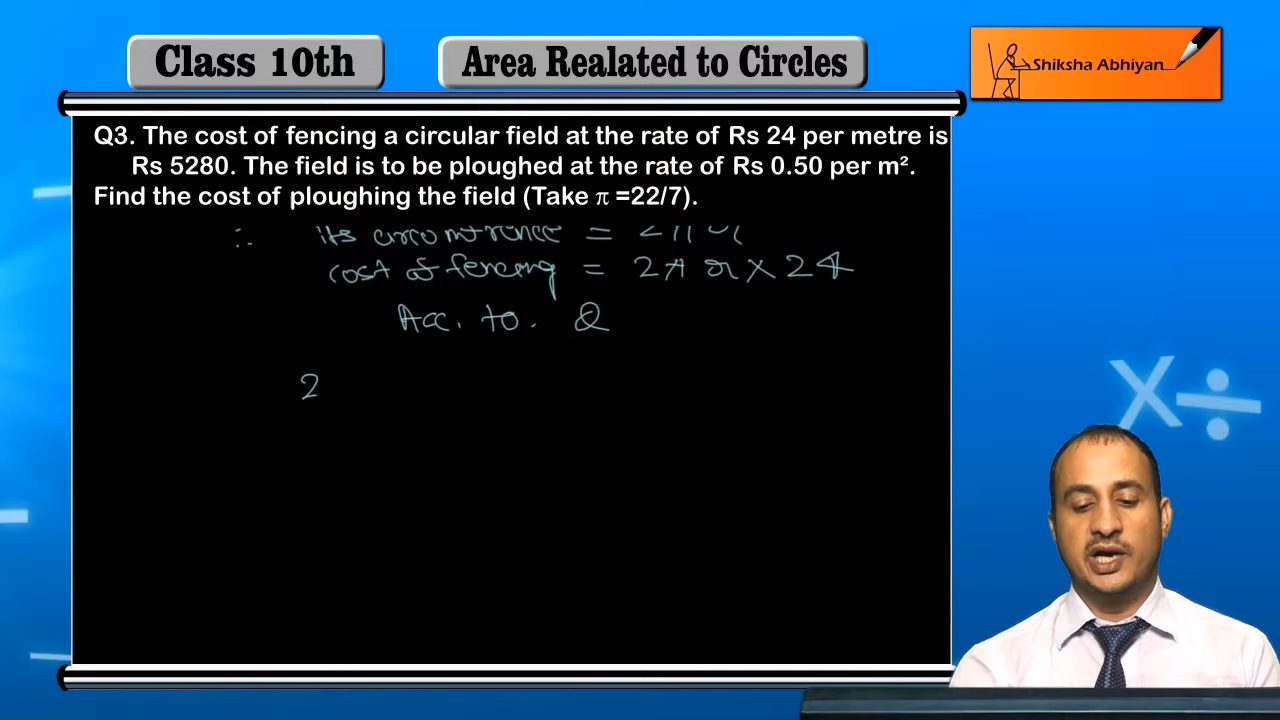 Class 10th
Area Realated to Circles
Shiksha Abhiyan
Q3. The cost of fencing a circular field at the rate of Rs 24 per metre is
Rs 5280. The field is to be ploughed at the rate of Rs 0.50 per m².
Find the cost of ploughing the field (Take π =22/7).
∴ its circumfrence = 2πr
cost of fencing = 2πr×24
Acc. to. Q
2
X÷